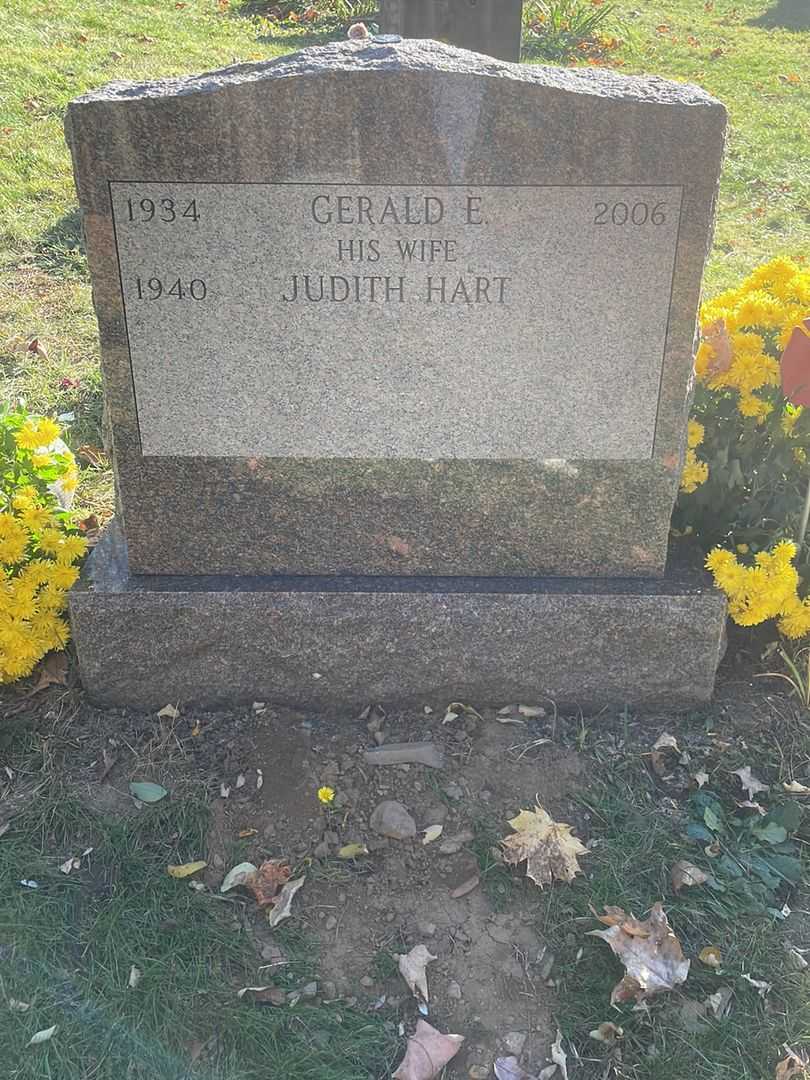 1934 GERALD E. 2006
HIS WIFE
1940 JUDITH HART